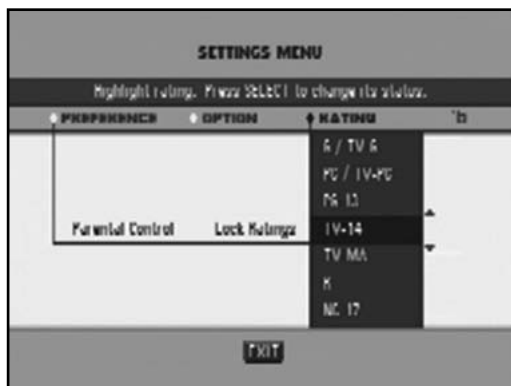 SETTINGS MENU
Highlight rating. Press SELECT to change its status.
PREFERENCE OPTION RATING
G / TV G
PG / TV-PG
PG 13
Parental Control Lock Ratings TV-14
TV MA
R
NC 17
EXIT